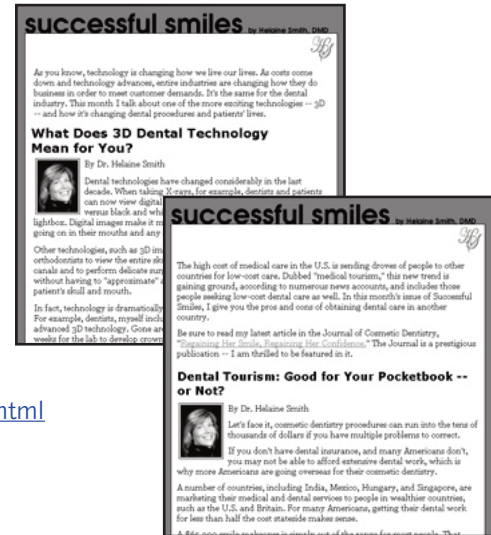 successful smiles by Helaine Smith, DMD
HS
As you know, technology is changing how we live our lives. As costs come
down and technology advances, entire industries are changing how they do
business in order to meet customer demands. It's the same for the dental
industry. This month I talk about one of the more exciting technologies -- 3D
-- and how it's changing dental procedures and patients' lives.
What Does 3D Dental Technology
Mean for You?
By Dr. Helaine Smith
Dental technologies have changed considerably in the last
decade. When taking X-rays, for example, dentists and patients
can now view digital
versus black and whi
lightbox. Digital images make it m
going on in their mouths and any
Other technologies, such as 3D im
orthodontists to view the entire sk
canals and to perform delicate sur
without having to "approximate" a
patient's skull and mouth.
In fact, technology is dramatically
For example, dentists, myself inclu
advanced 3D technology. Gone ar
weeks for the lab to develop crown
html
successful smiles by Helaine Smith, DMD
HS
The high cost of medical care in the U.S. is sending droves of people to other
countries for low-cost care. Dubbed "medical tourism," this new trend is
gaining ground, according to numerous news accounts, and includes those
people seeking low-cost dental care as well. In this month's issue of Successful
Smiles, I give you the pros and cons of obtaining dental care in another
country.
Be sure to read my latest article in the Journal of Cosmetic Dentistry,
"Regaining Her Smile, Regaining Her Confidence." The Journal is a prestigious
publication -- I am thrilled to be featured in it.
Dental Tourism: Good for Your Pocketbook --
or Not?
By Dr. Helaine Smith
Let's face it, cosmetic dentistry procedures can run into the tens of
thousands of dollars if you have multiple problems to correct.
If you don't have dental insurance, and many Americans don't,
you may not be able to afford extensive dental work, which is
why more Americans are going overseas for their cosmetic dentistry.
A number of countries, including India, Mexico, Hungary, and Singapore, are
marketing their medical and dental services to people in wealthier countries,
such as the U.S. and Britain. For many Americans, getting their dental work
for less than half the cost stateside makes sense.
A $65,000 smile makeover is simply out of the range for most people. That